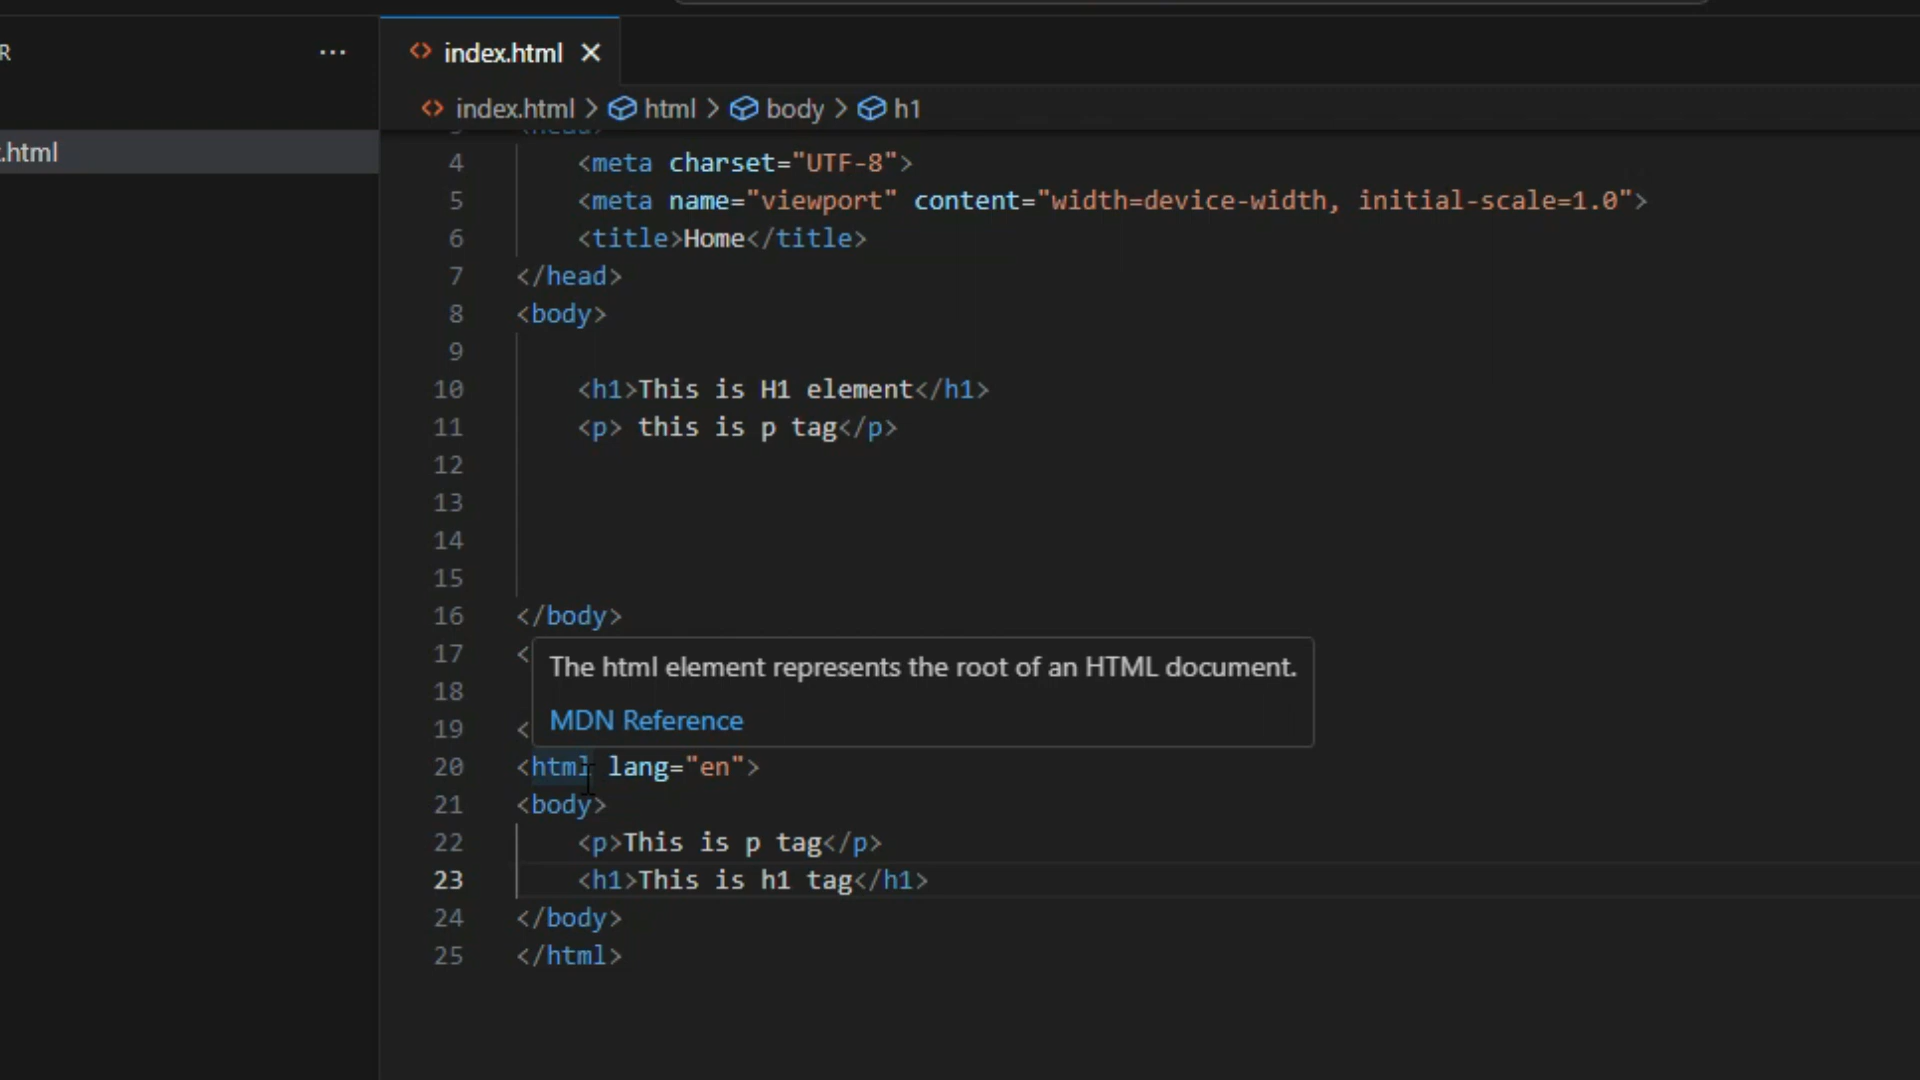 R ...
index.html
index.html > html > body > h1
.html
<head>
4 <meta charset="UTF-8">
5 <meta name="viewport" content="width=device-width, initial-scale=1.0">
6 <title>Home</title>
7 </head>
8 <body>
9
10 <h1>This is H1 element</h1>
11 <p> this is p tag</p>
12
13
14
15
16 </body>
17 <
The html element represents the root of an HTML document.
18
MDN Reference
19 <
20 <html lang="en">
21 <body>
22 <p>This is p tag</p>
23 <h1>This is h1 tag</h1>
24 </body>
25 </html>